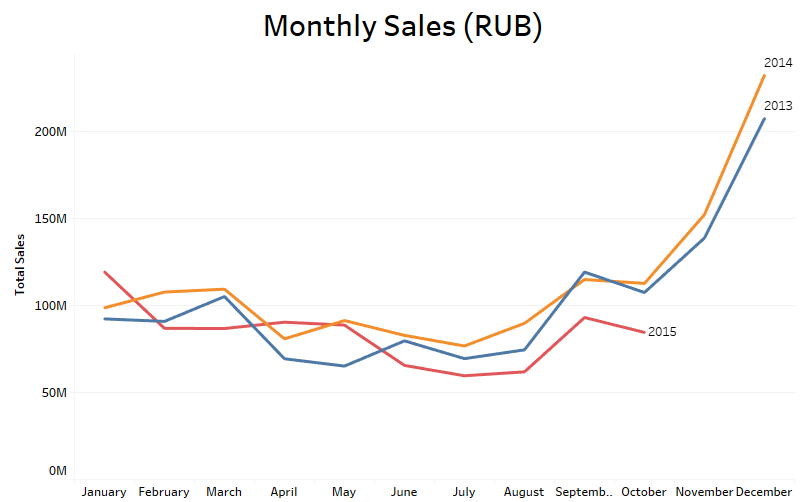 Monthly Sales (RUB)
2014
2013
200M
150M
Total Sales
100M
2015
50M
0M
January February March April May June July August Septemb.. October November December